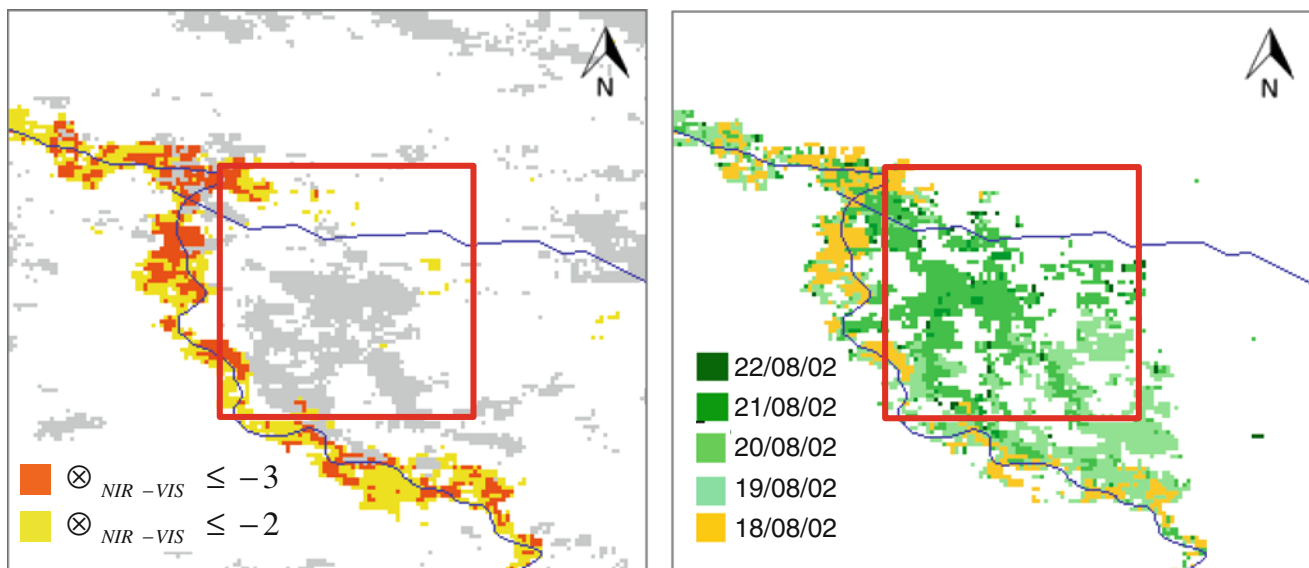 N
⊗ NIR –VIS ≤ −3
⊗ NIR –VIS ≤ −2
N
22/08/02
21/08/02
20/08/02
19/08/02
18/08/02